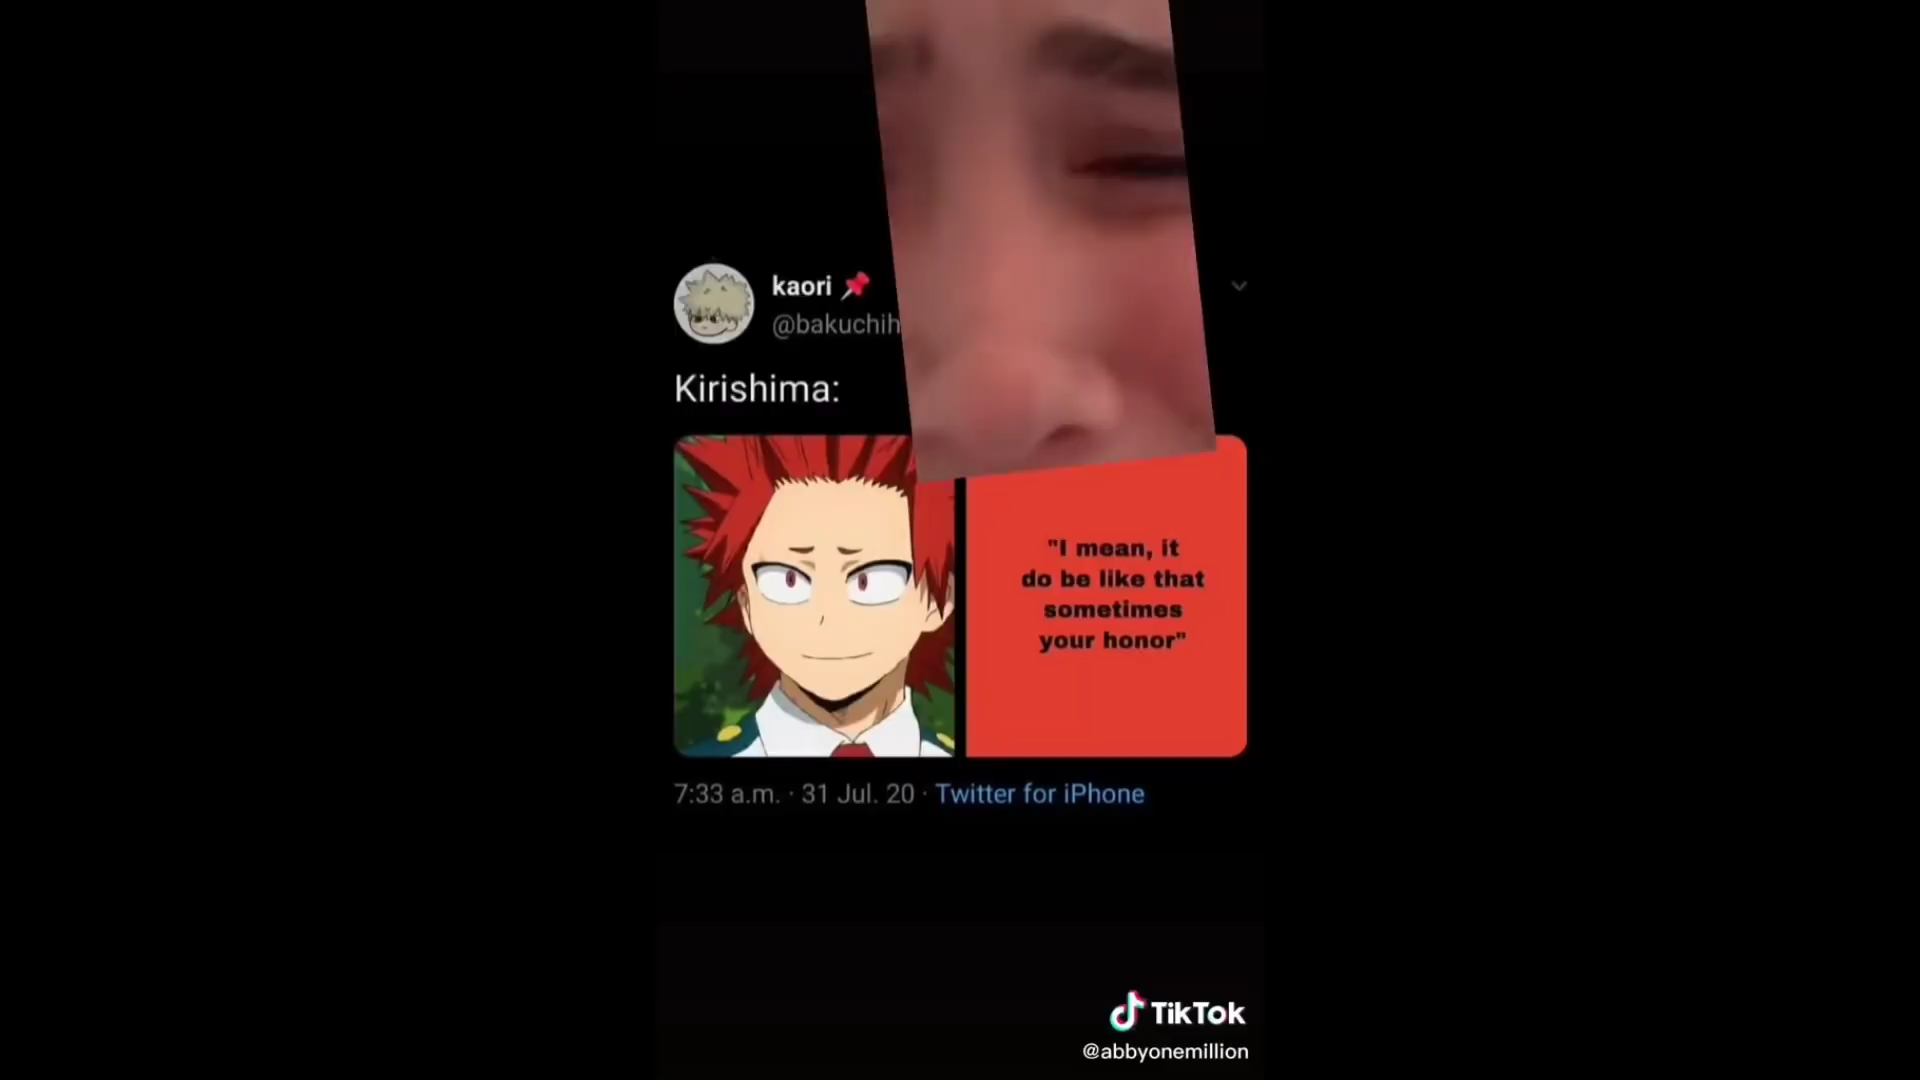 kaori
@bakuchih
Kirishima:
"I mean, it
do be like that
sometimes
your honor"
7:33 a.m. · 31 Jul. 20 · Twitter for iPhone
TikTok
@abbyonemillion